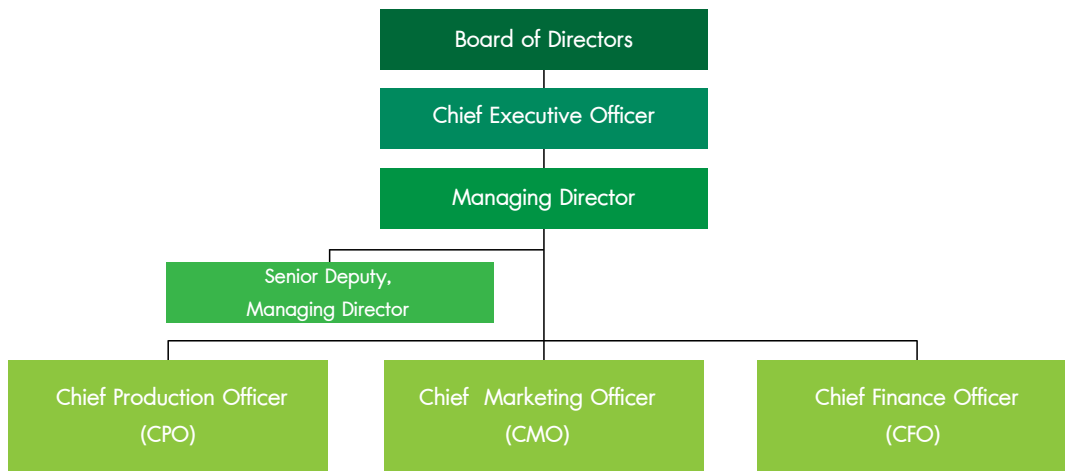 Board of Directors
Chief Executive Officer
Managing Director
Senior Deputy,
Managing Director
Chief Production Officer
(CPO)
Chief Marketing Officer
(CMO)
Chief Finance Officer
(CFO)